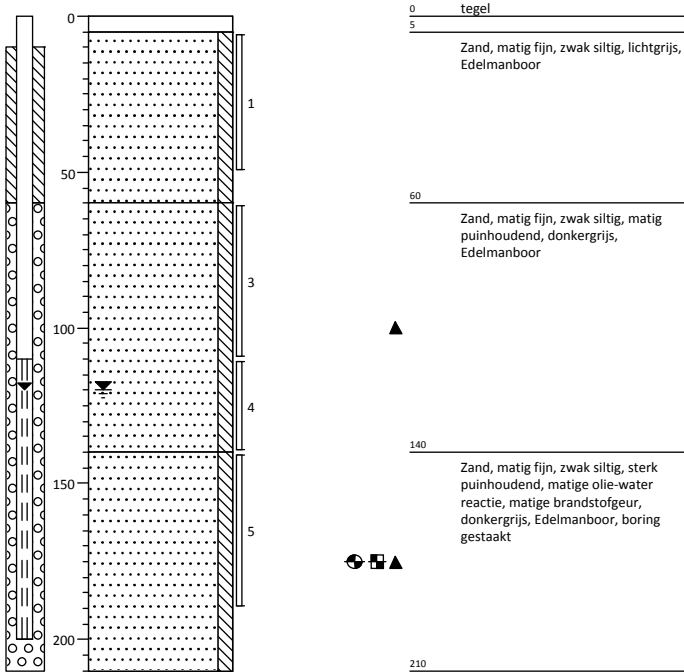 0
50
100
150
200
1
3
4
5
0 tegel
5
Zand, matig fijn, zwak siltig, lichtgrijs,
Edelmanboor
60
Zand, matig fijn, zwak siltig, matig
puinhoudend, donkergrijs,
Edelmanboor
140
Zand, matig fijn, zwak siltig, sterk
puinhoudend, matige olie-water
reactie, matige brandstofgeur,
donkergrijs, Edelmanboor, boring
gestaakt
210